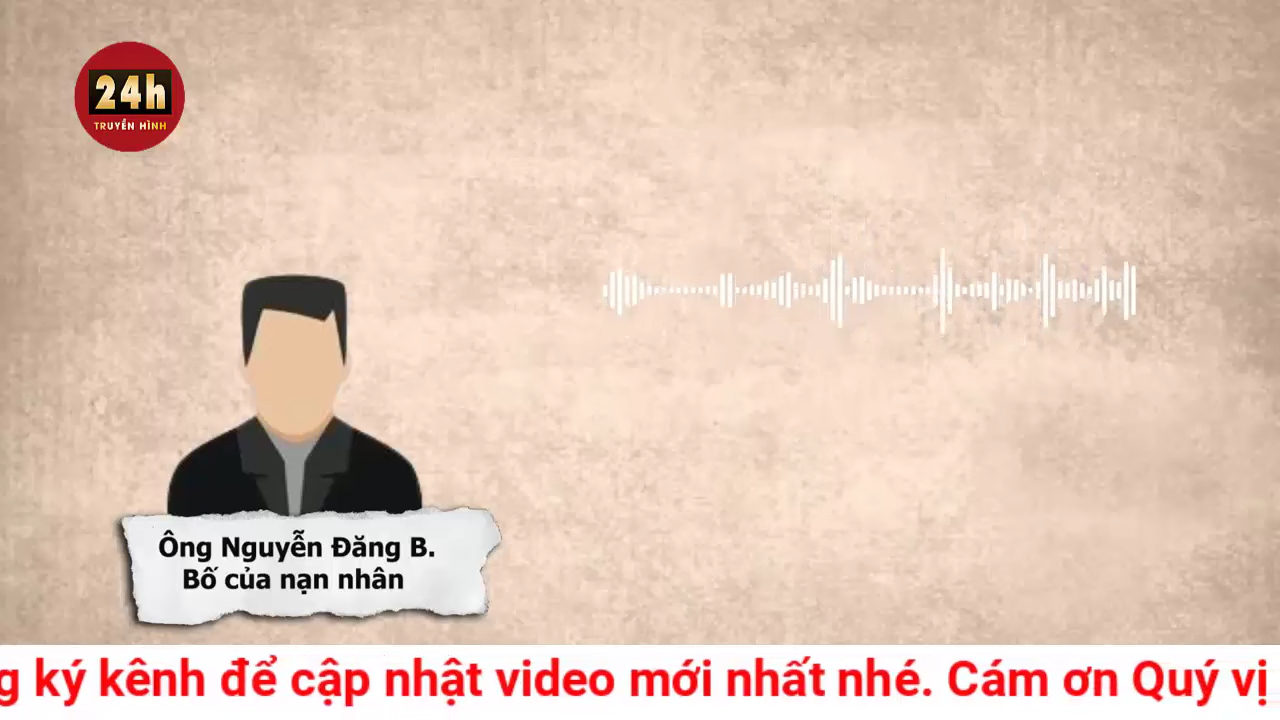 24h
TRUYỀN HÌNH
Ông Nguyễn Đăng B.
Bố của nạn nhân
g ký kênh để cập nhật video mới nhất nhé. Cám ơn Quý vị